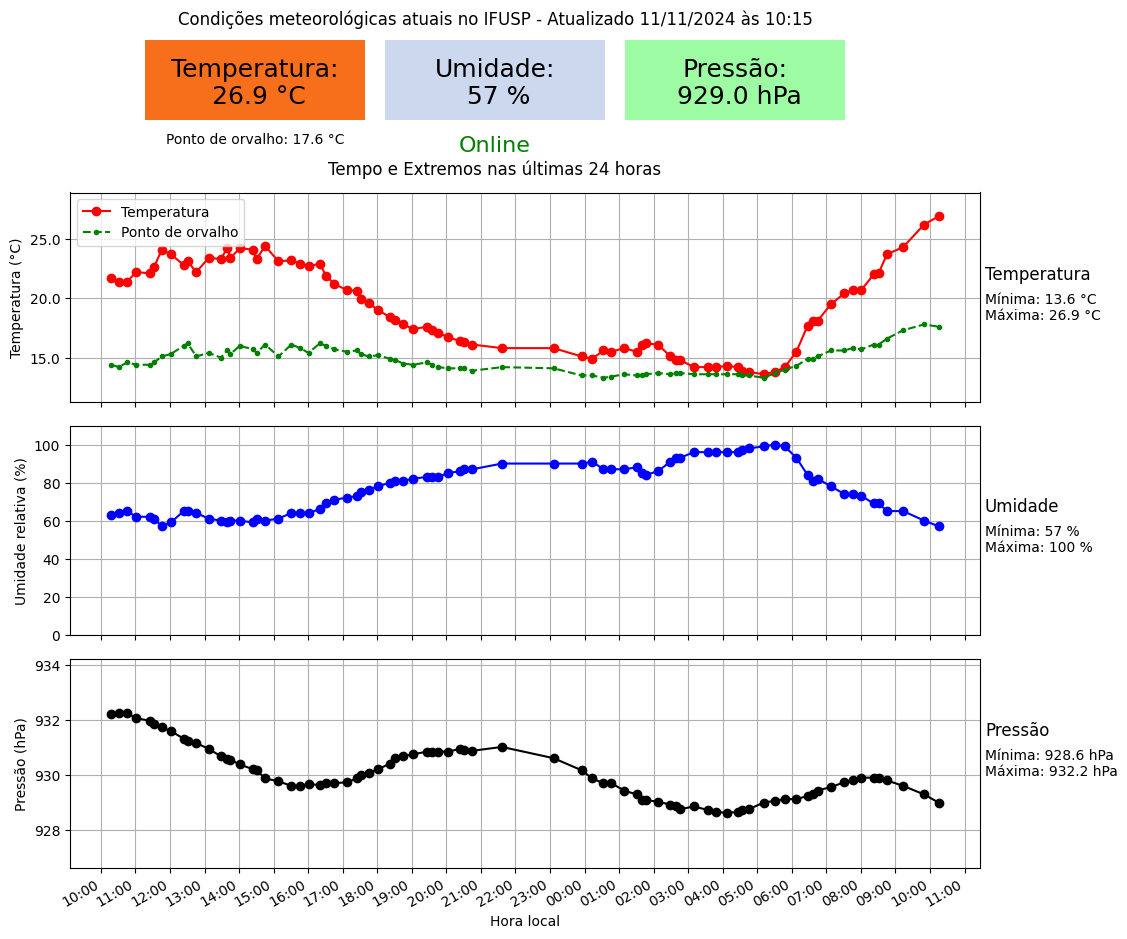 Condições meteorológicas atuais no IFUSP - Atualizado 11/11/2024 às 10:15
Temperatura:
26.9 °C
Umidade:
57 %
Pressão:
929.0 hPa
Ponto de orvalho: 17.6 °C
Online
Tempo e Extremos nas últimas 24 horas
Temperatura
Ponto de orvalho
Temperatura (°C)
25.0
20.0
15.0
Temperatura
Mínima: 13.6 °C
Máxima: 26.9 °C
Umidade relativa (%)
100
80
60
40
20
0
Umidade
Mínima: 57 %
Máxima: 100 %
Pressão (hPa)
934
932
930
928
Pressão
Mínima: 928.6 hPa
Máxima: 932.2 hPa
10:00 11:00 12:00 13:00 14:00 15:00 16:00 17:00 18:00 19:00 20:00 21:00 22:00 23:00 00:00 01:00 02:00 03:00 04:00 05:00 06:00 07:00 08:00 09:00 10:00 11:00
Hora local